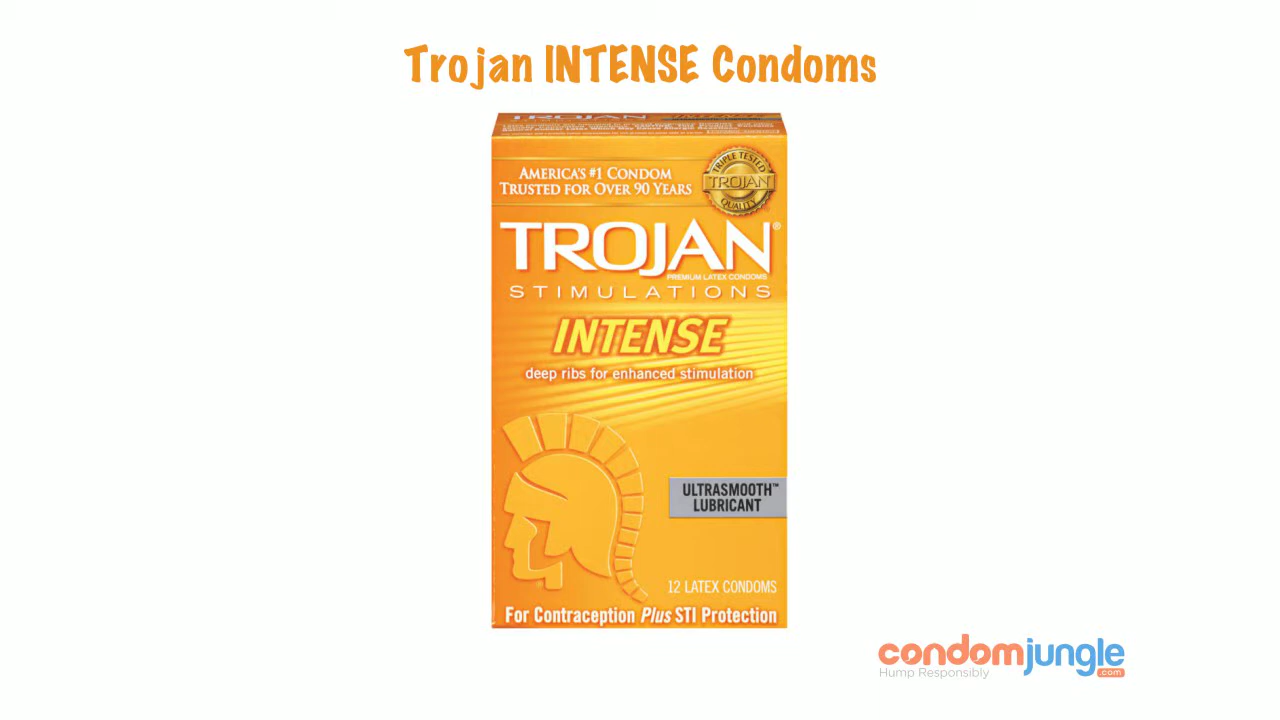 Trojan INTENSE Condoms
TROJAN INTENSE
AMERICA'S #1 CONDOM
TRUSTED FOR OVER 90 YEARS
TRIPLE TESTED
TROJAN
QUALITY
TROJAN®
PREMIUM LATEX CONDOMS
STIMULATIONS
INTENSE
deep ribs for enhanced stimulation
ULTRASMOOTH™
LUBRICANT
12 LATEX CONDOMS
For Contraception Plus STI Protection
condomjungle
.com
Hump Responsibly